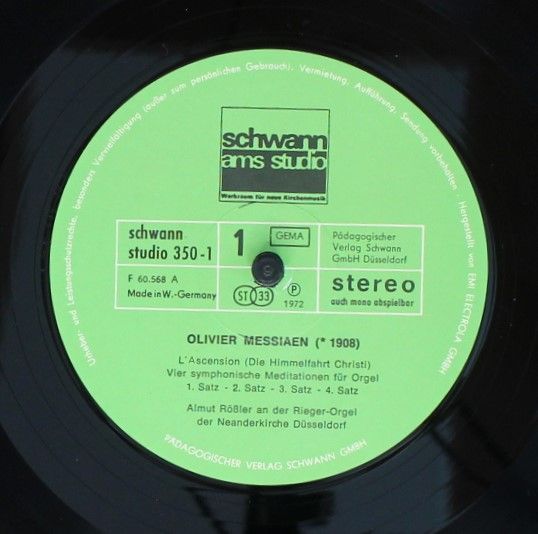 Urheber- und Leistungsschutzrechte, besonders Vervielfältigung (außer zum persönlichen Gebrauch), Vermietung, Aufführung, Sendung vorbehalten · Hergestellt von EMI ELECTROLA GMBH
schwann
ams studio
Werkraum für neue Kirchenmusik
schwann
studio 350-1
1
GEMA
Pädagogischer
Verlag Schwann
GmbH Düsseldorf
F 60.568 A
Made in W.-Germany
ST 33
P
1972
stereo
auch mono abspielbar
OLIVIER MESSIAEN (* 1908)
L'Ascension (Die Himmelfahrt Christi)
Vier symphonische Meditationen für Orgel
1. Satz - 2. Satz - 3. Satz - 4. Satz
Almut Rößler an der Rieger-Orgel
der Neanderkirche Düsseldorf
PÄDAGOGISCHER VERLAG SCHWANN GMBH